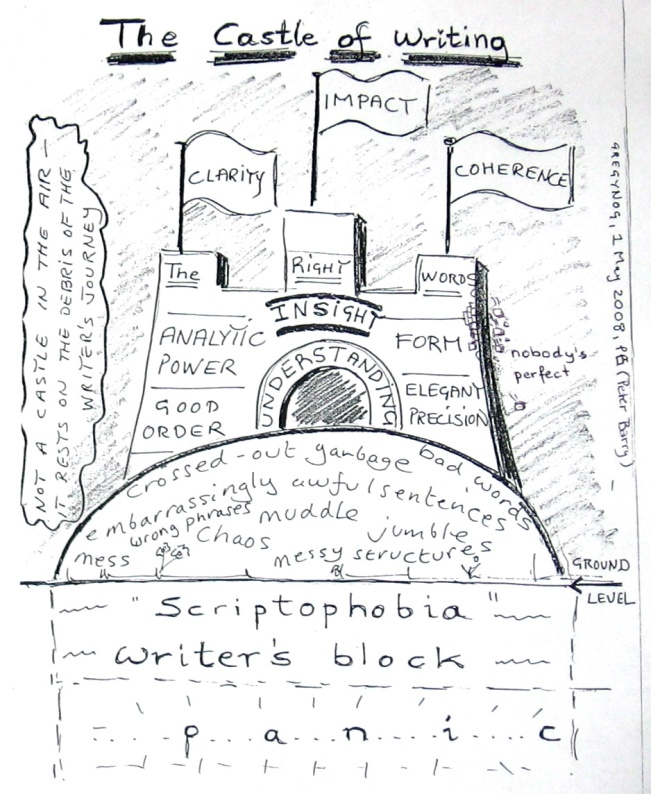 The Castle of Writing
IMPACT
CLARITY
COHERENCE
The
RIGHT
WORDS
INSIGHT
ANALYTIC
POWER
FORM
UNDERSTANDING
GOOD
ORDER
ELEGANT
PRECISION
nobody's
perfect
NOT A CASTLE IN THE AIR —
IT RESTS ON THE DEBRIS OF THE
WRITER'S JOURNEY
GREGYNOG, 1 May 2008, PB (Peter Barry)
crossed-out garbage bad words
embarrassingly awful sentences
wrong phrases muddle jumbles
mess chaos messy structures
GROUND
LEVEL
"Scriptophobia"
writer's block
p...a...n...i...c